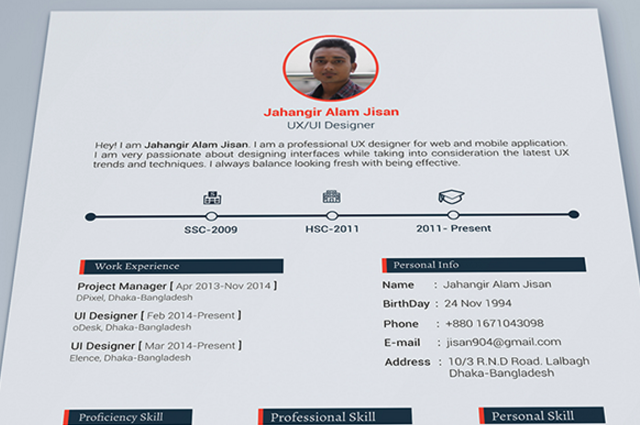 Jahangir Alam Jisan
UX/UI Designer
Hey! I am Jahangir Alam Jisan. I am a professional UX designer for web and mobile application.
I am very passionate about designing interfaces while taking into consideration the latest UX
trends and techniques. I always balance looking fresh with being effective.
SSC-2009 HSC-2011 2011- Present
Work Experience
Project Manager [ Apr 2013-Nov 2014 ]
DPixel, Dhaka-Bangladesh
UI Designer [ Feb 2014-Present ]
oDesk, Dhaka-Bangladesh
UI Designer [ Mar 2014-Present ]
Elence, Dhaka-Bangladesh
Personal Info
Name : Jahangir Alam Jisan
BirthDay : 24 Nov 1994
Phone : +880 1671043098
E-mail : jisan904@gmail.com
Address : 10/3 R.N.D Road. Lalbagh
Dhaka-Bangladesh
Proficiency Skill
Professional Skill
Personal Skill